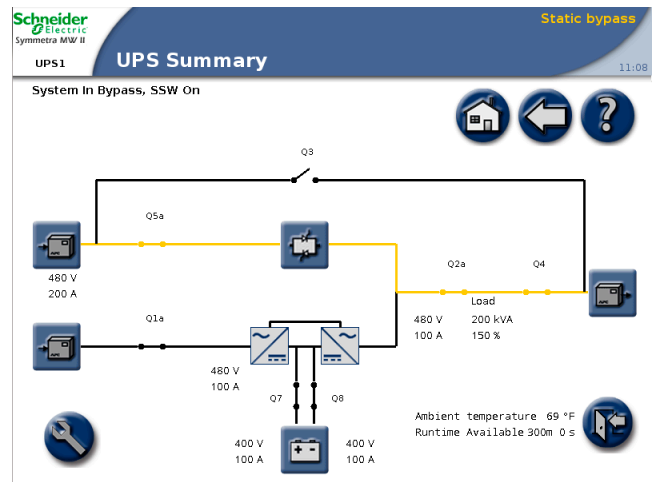 Schneider
Electric
Symmetra MW II
UPS1
UPS Summary
Static bypass
11:08
System In Bypass, SSW On
?
Q3
Q5a
480 V
200 A
Q2a
Q4
Load
480 V 200 kVA
100 A 150 %
Q1a
480 V
100 A
Q7
Q8
400 V
100 A
400 V
100 A
Ambient temperature 69 °F
Runtime Available 300m 0 s